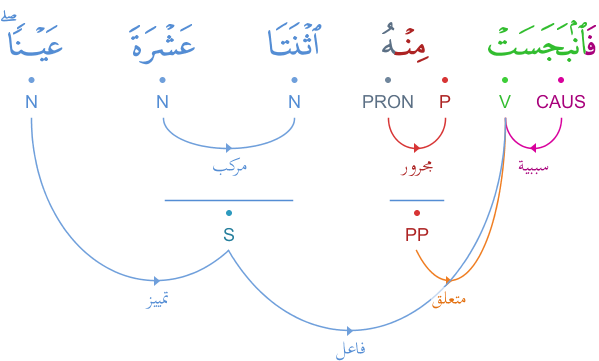 فَٱنۢبَجَسَتْ مِنْهُ ٱثْنَتَا عَشْرَةَ عَيْنًا ۖ
CAUS V P PRON N N N
سببية مجرور مركب
PP S
متعلق تمييز
فاعل